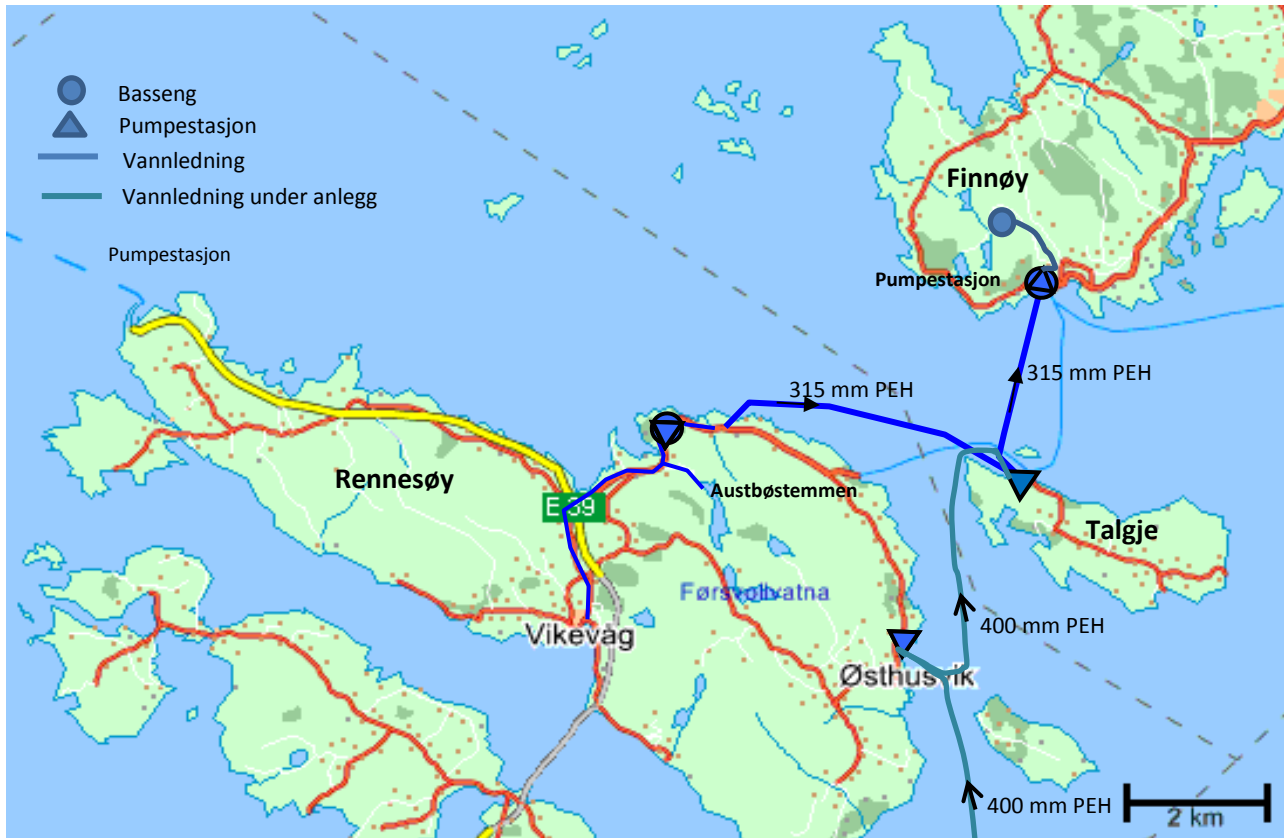 Basseng
Pumpestasjon
Vannledning
Vannledning under anlegg
Pumpestasjon
Finnøy
Pumpestasjon
315 mm PEH
315 mm PEH
Rennesøy
E 39
Austbøstemmen
Talgje
Førsvollvatna
Vikevåg
400 mm PEH
Østhusvik
400 mm PEH
2 km